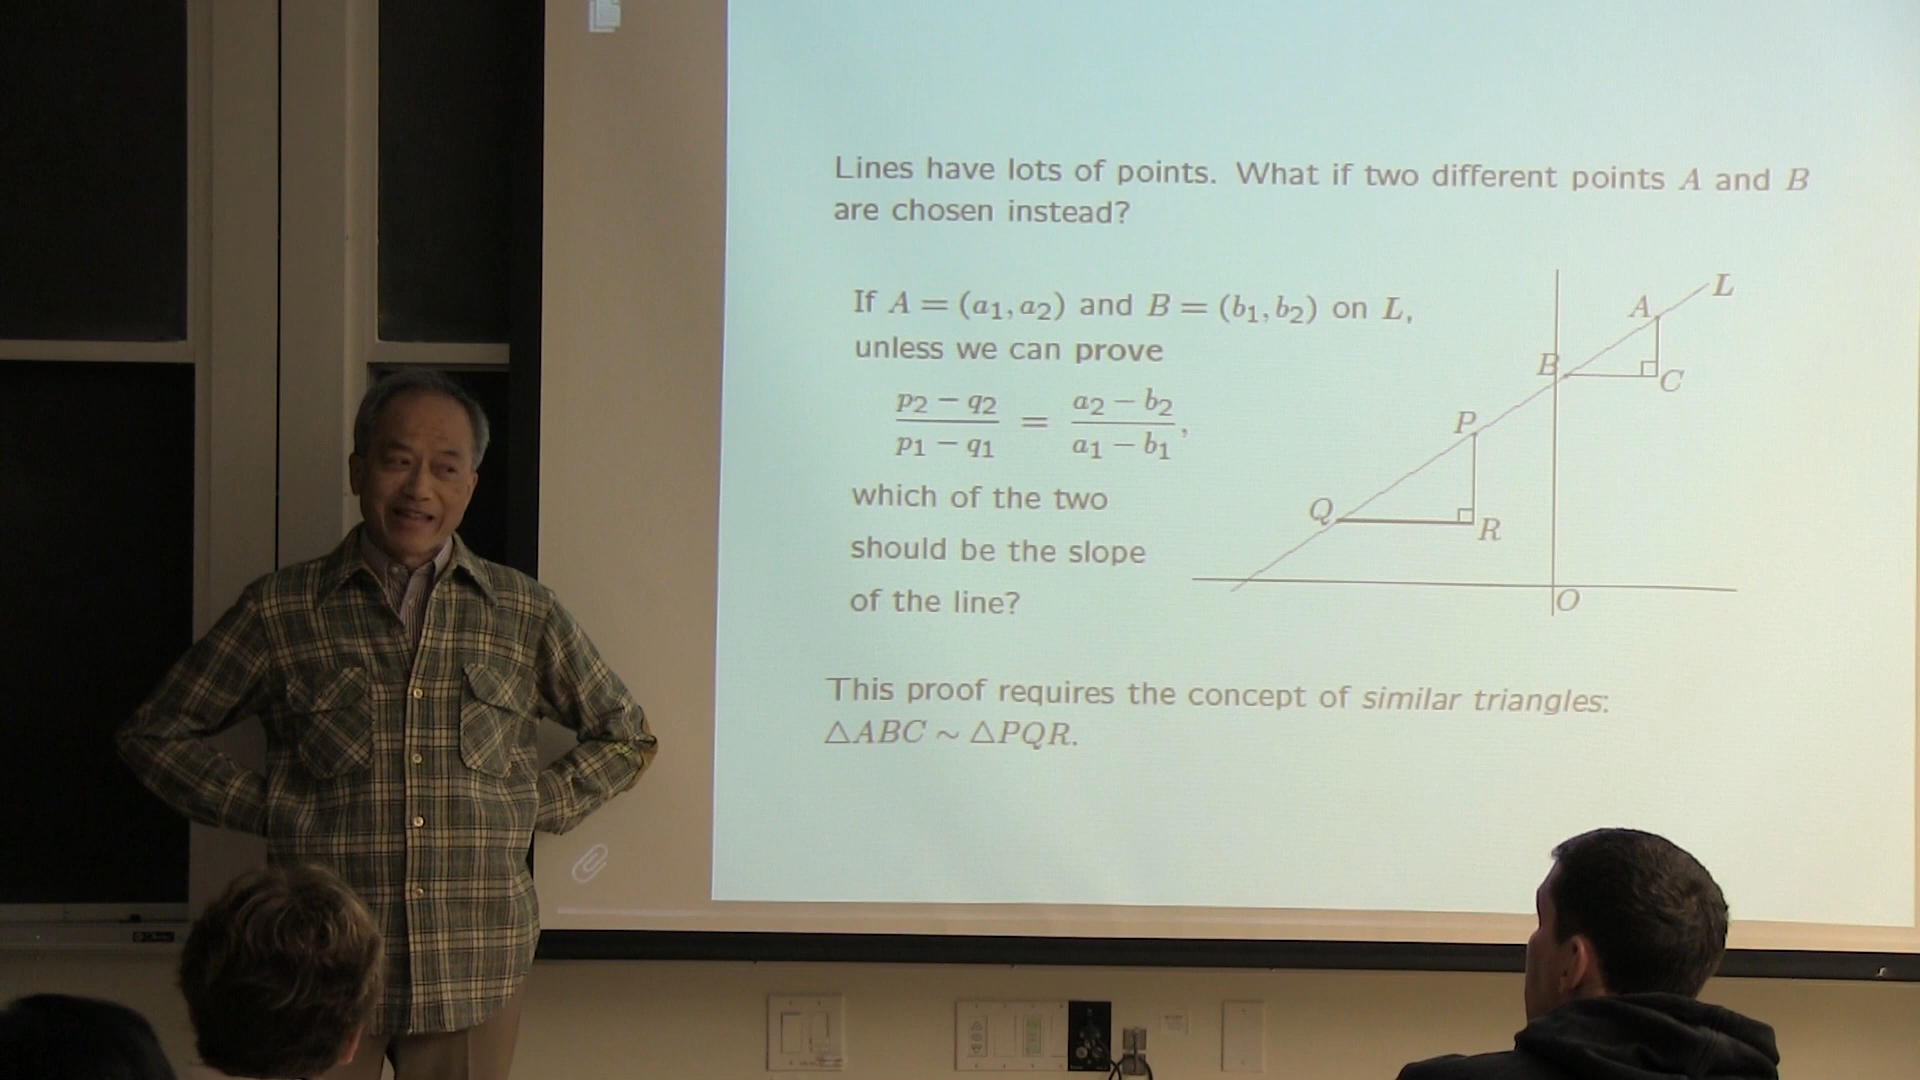 Lines have lots of points. What if two different points A and B
are chosen instead?
If A = (a₁, a₂) and B = (b₁, b₂) on L,
unless we can prove
p₂ − q₂ / p₁ − q₁ = a₂ − b₂ / a₁ − b₁,
which of the two
should be the slope
of the line?
L
A
B
C
P
Q
R
O
This proof requires the concept of similar triangles:
△ABC ~ △PQR.